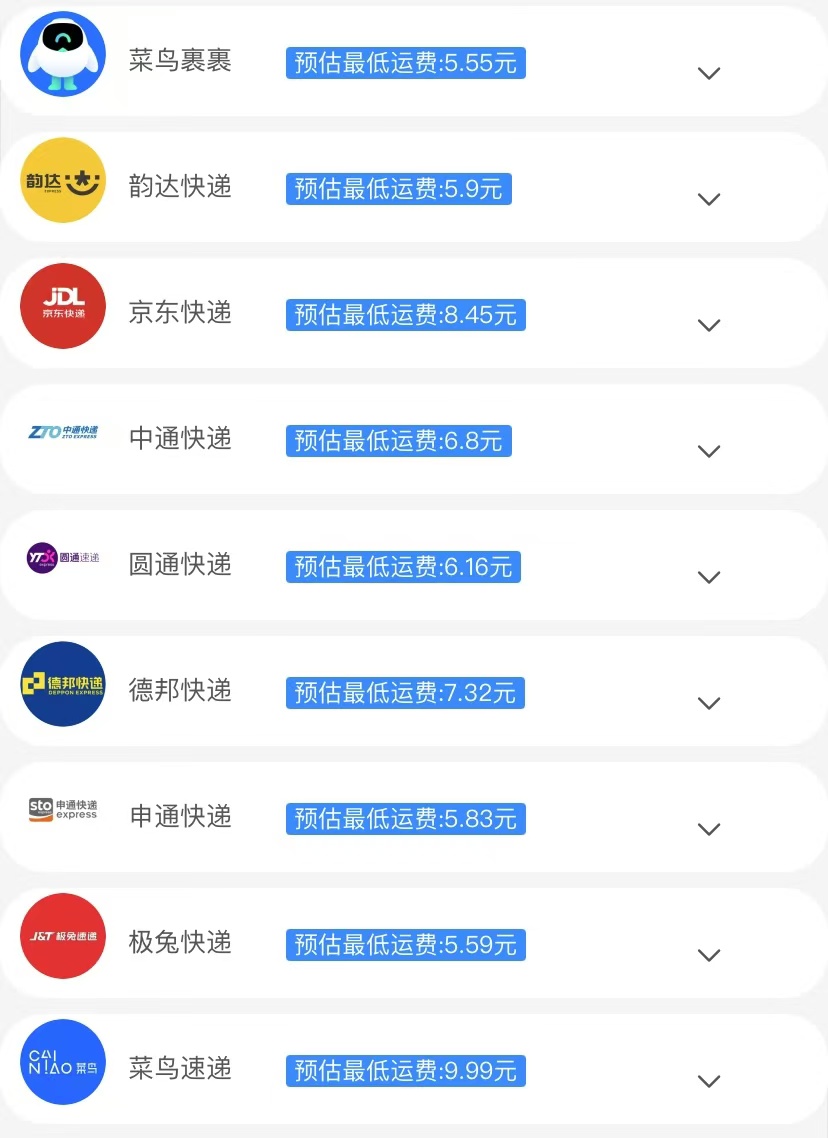 菜鸟裹裹
预估最低运费:5.55元
韵达
EXPRESS
韵达快递
预估最低运费:5.9元
JDL
京东快递
京东快递
预估最低运费:8.45元
ZTO 中通快递
ZTO EXPRESS
中通快递
预估最低运费:6.8元
YTO
express
圆通速递
圆通快递
预估最低运费:6.16元
德邦快递
DEPPON EXPRESS
德邦快递
预估最低运费:7.32元
sto 申通快递
express
express
申通快递
预估最低运费:5.83元
J&T 极兔速递
极兔快递
预估最低运费:5.59元
CAI
NIAO 菜鸟
菜鸟速递
预估最低运费:9.99元